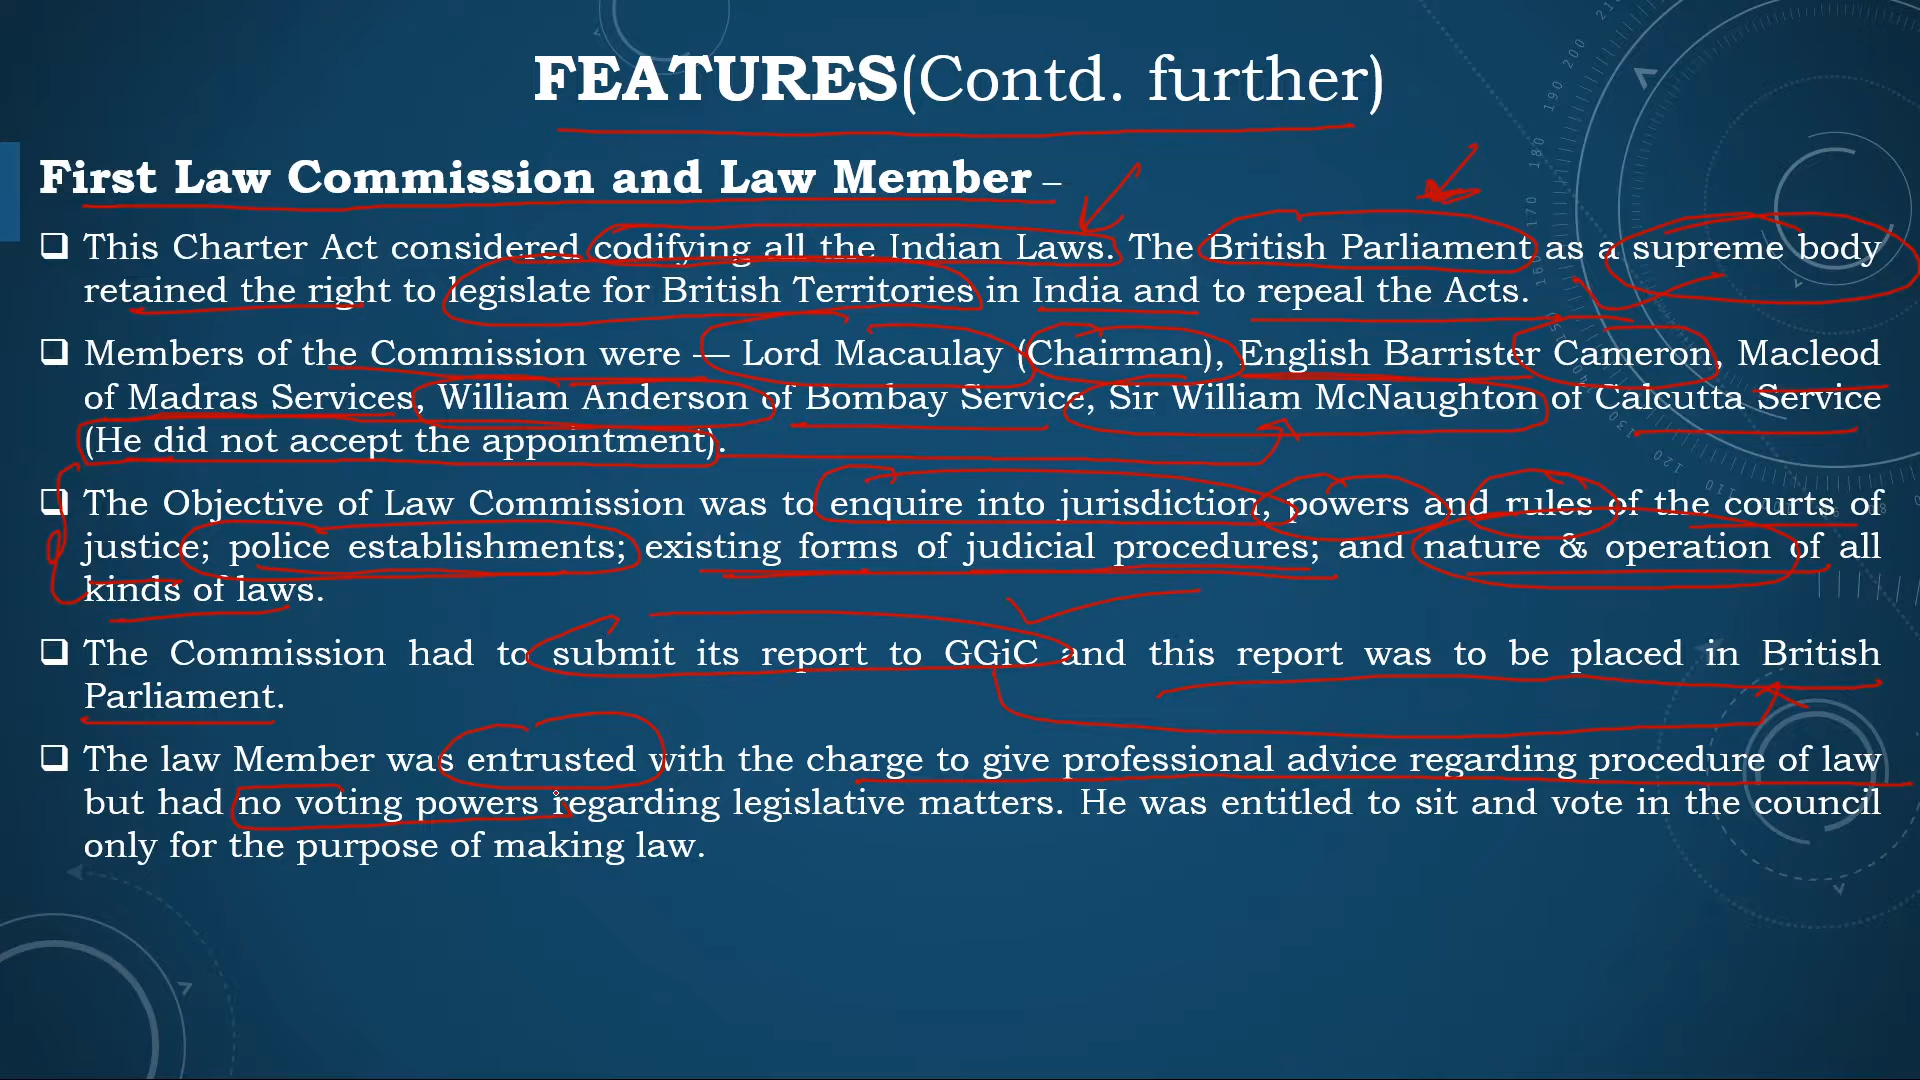 FEATURES(Contd. further)
First Law Commission and Law Member –
❑ This Charter Act considered codifying all the Indian Laws. The British Parliament as a supreme body
retained the right to legislate for British Territories in India and to repeal the Acts.
❑ Members of the Commission were — Lord Macaulay (Chairman), English Barrister Cameron, Macleod
of Madras Services, William Anderson of Bombay Service, Sir William McNaughton of Calcutta Service
(He did not accept the appointment).
❑ The Objective of Law Commission was to enquire into jurisdiction, powers and rules of the courts of
justice; police establishments; existing forms of judicial procedures; and nature & operation of all
kinds of laws.
❑ The Commission had to submit its report to GGiC and this report was to be placed in British
Parliament.
❑ The law Member was entrusted with the charge to give professional advice regarding procedure of law
but had no voting powers regarding legislative matters. He was entitled to sit and vote in the council
only for the purpose of making law.